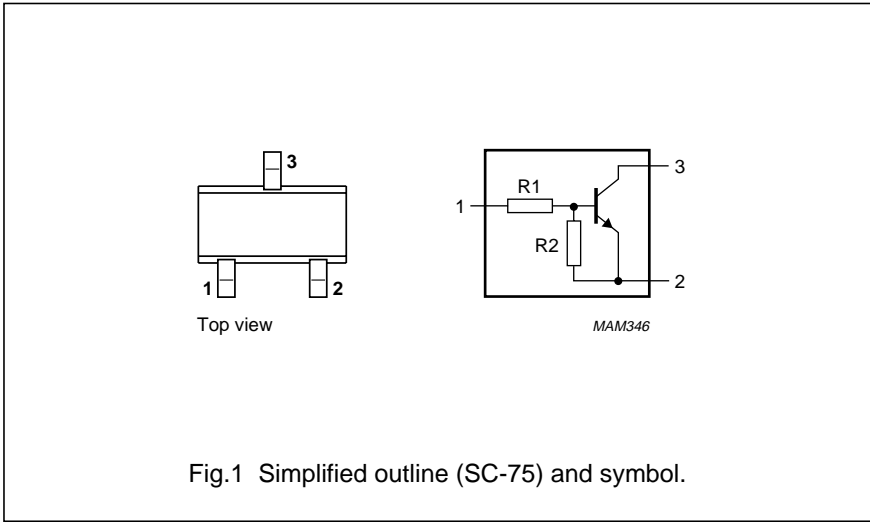 3
1
2
Top view
1
R1
R2
3
2
MAM346
Fig.1 Simplified outline (SC-75) and symbol.